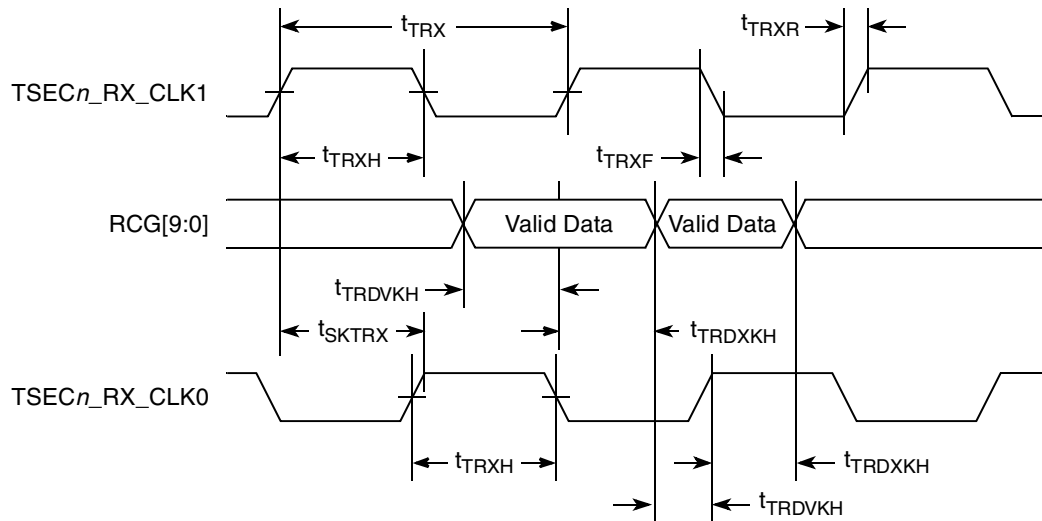 tTRX
tTRXR
TSECn_RX_CLK1
tTRXH
tTRXF
RCG[9:0]
Valid Data
Valid Data
tTRDVKH
tSKTRX
tTRDXKH
TSECn_RX_CLK0
tTRXH
tTRDXKH
tTRDVKH